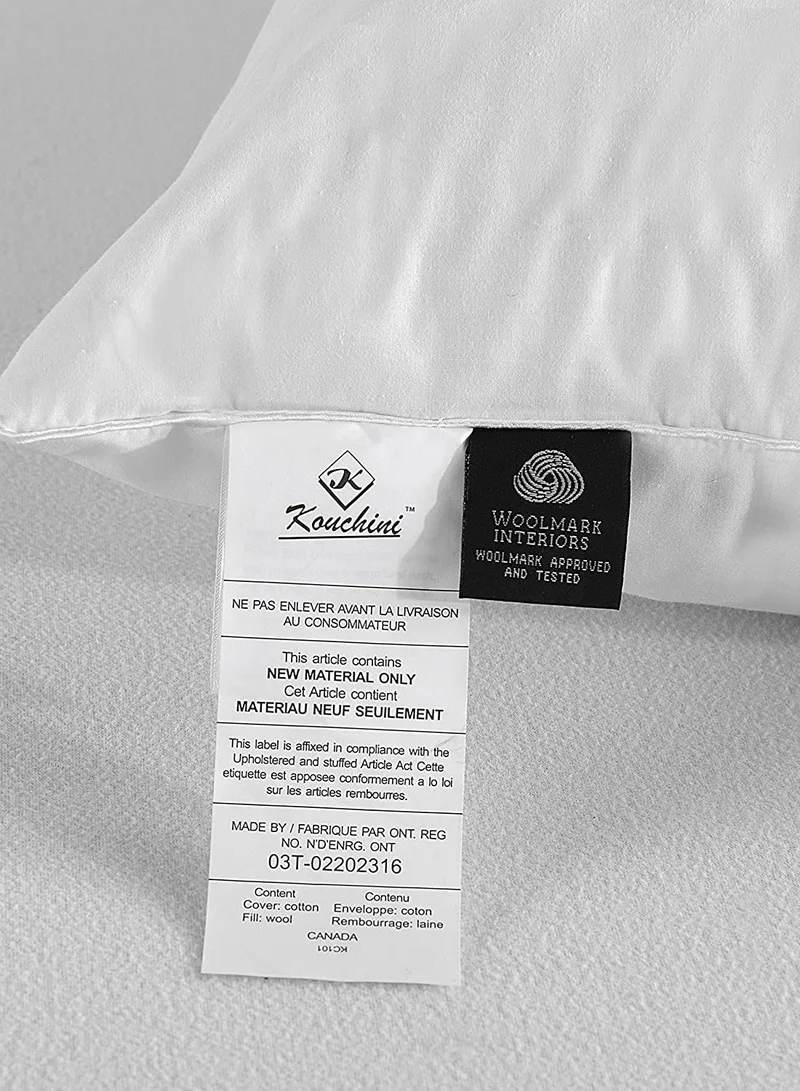 K
Kouchini™
NE PAS ENLEVER AVANT LA LIVRAISON
AU CONSOMMATEUR
This article contains
NEW MATERIAL ONLY
Cet Article contient
MATERIAU NEUF SEUILEMENT
This label is affixed in compliance with the
Upholstered and stuffed Article Act Cette
etiquette est apposee conformement a lo loi
sur les articles rembourres.
MADE BY / FABRIQUE PAR ONT. REG
NO. N'D'ENRG. ONT
03T-02202316
Content
Cover: cotton
Fill: wool
Contenu
Enveloppe: coton
Rembourrage: laine
CANADA
KC101
WOOLMARK
INTERIORS
WOOLMARK APPROVED
AND TESTED